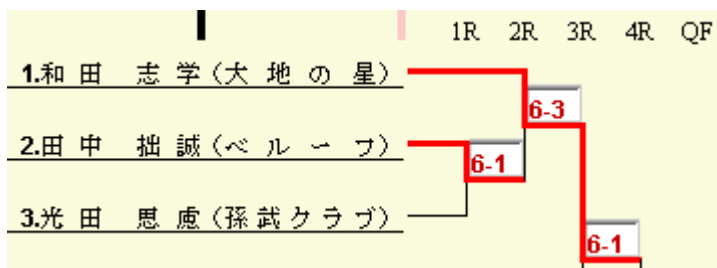 1R 2R 3R 4R QF
1.和田 志学(大地の星)
6-3
2.田中 拙誠(ベルーフ)
6-1
3.光田 思慮(孫武クラブ)
6-1